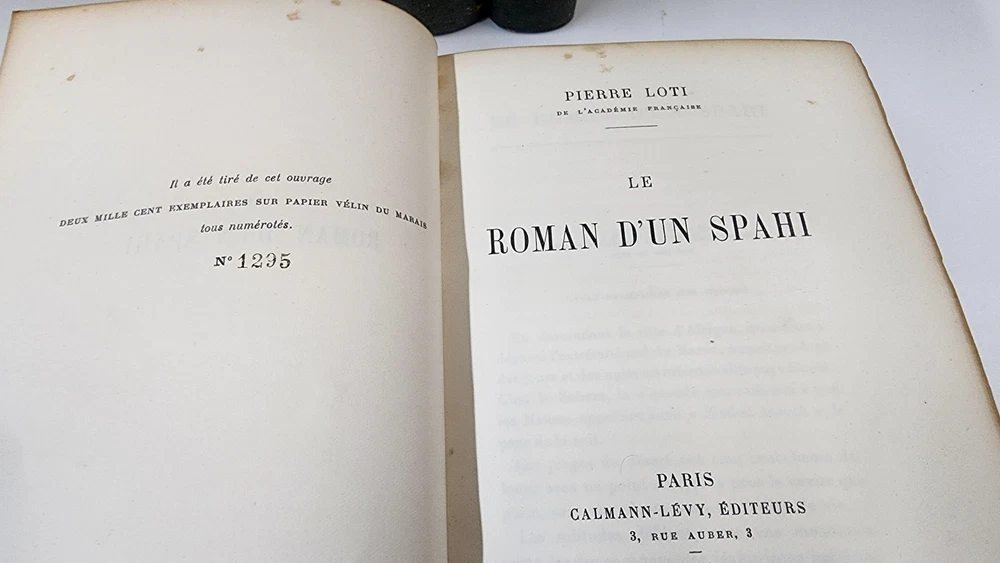 Il a été tiré de cet ouvrage
DEUX MILLE CENT EXEMPLAIRES SUR PAPIER VÉLIN DU MARAIS
tous numérotés.
N° 1295
PIERRE LOTI
DE L'ACADÉMIE FRANÇAISE
LE
ROMAN D'UN SPAHI
PARIS
CALMANN-LÉVY, ÉDITEURS
3, RUE AUBER, 3